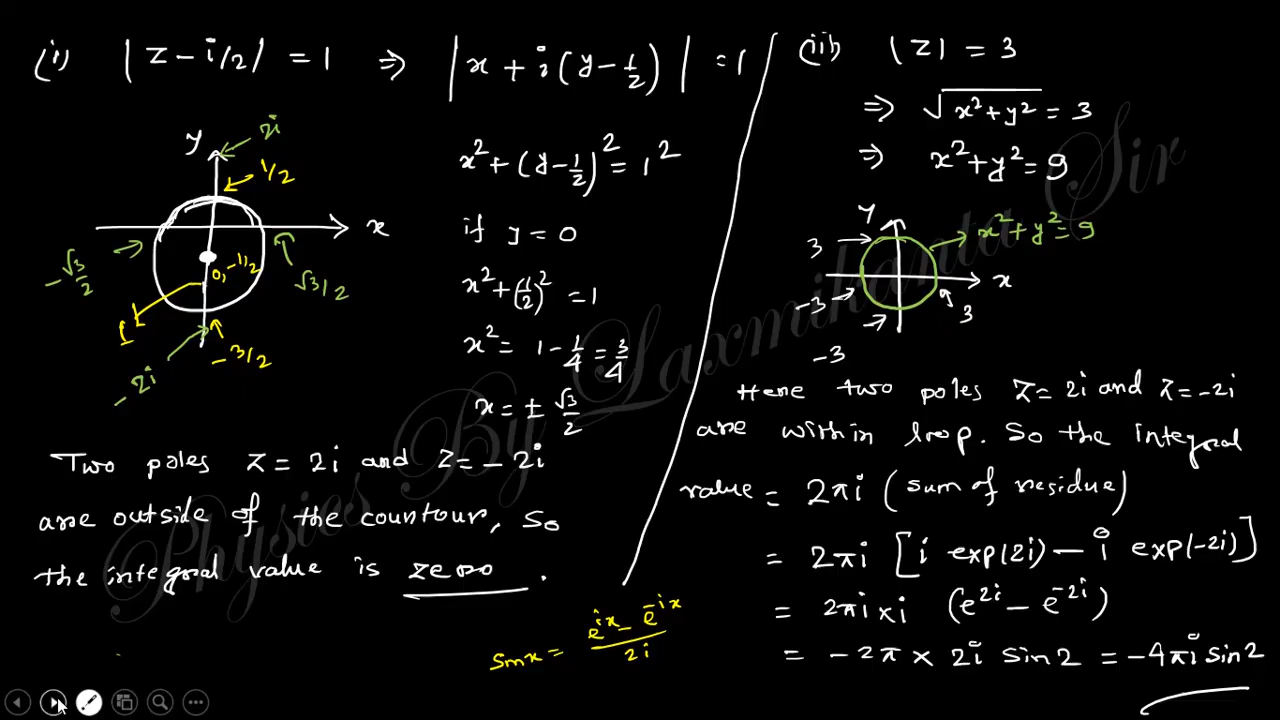 (i) |z - i/2| = 1 ⇒ |x + i(y - 1/2)| = 1
y
2i
1/2
x
-√3/2
0, -1/2
√3/2
1
-3/2
-2i
x² + (y - 1/2)² = 1²
if y = 0
x² + (1/2)² = 1
x² = 1 - 1/4 = 3/4
x = ± √3/2
Two poles z = 2i and z = - 2i
are outside of the countour, so
the integral value is zero .
sinx = (e^ix - e^-ix)/2i
(ii) |z| = 3
⇒ √(x² + y²) = 3
⇒ x² + y² = 9
y
3
x² + y² = 9
x
-3
3
-3
Here two poles z = 2i and z = -2i
are within loop. So the integral
value = 2πi (sum of residue)
= 2πi [i exp(2i) - i exp(-2i)]
= 2πi × i (e^2i - e^-2i)
= -2π × 2i sin2 = -4πi sin2
Physics By Laxmikanta Sir